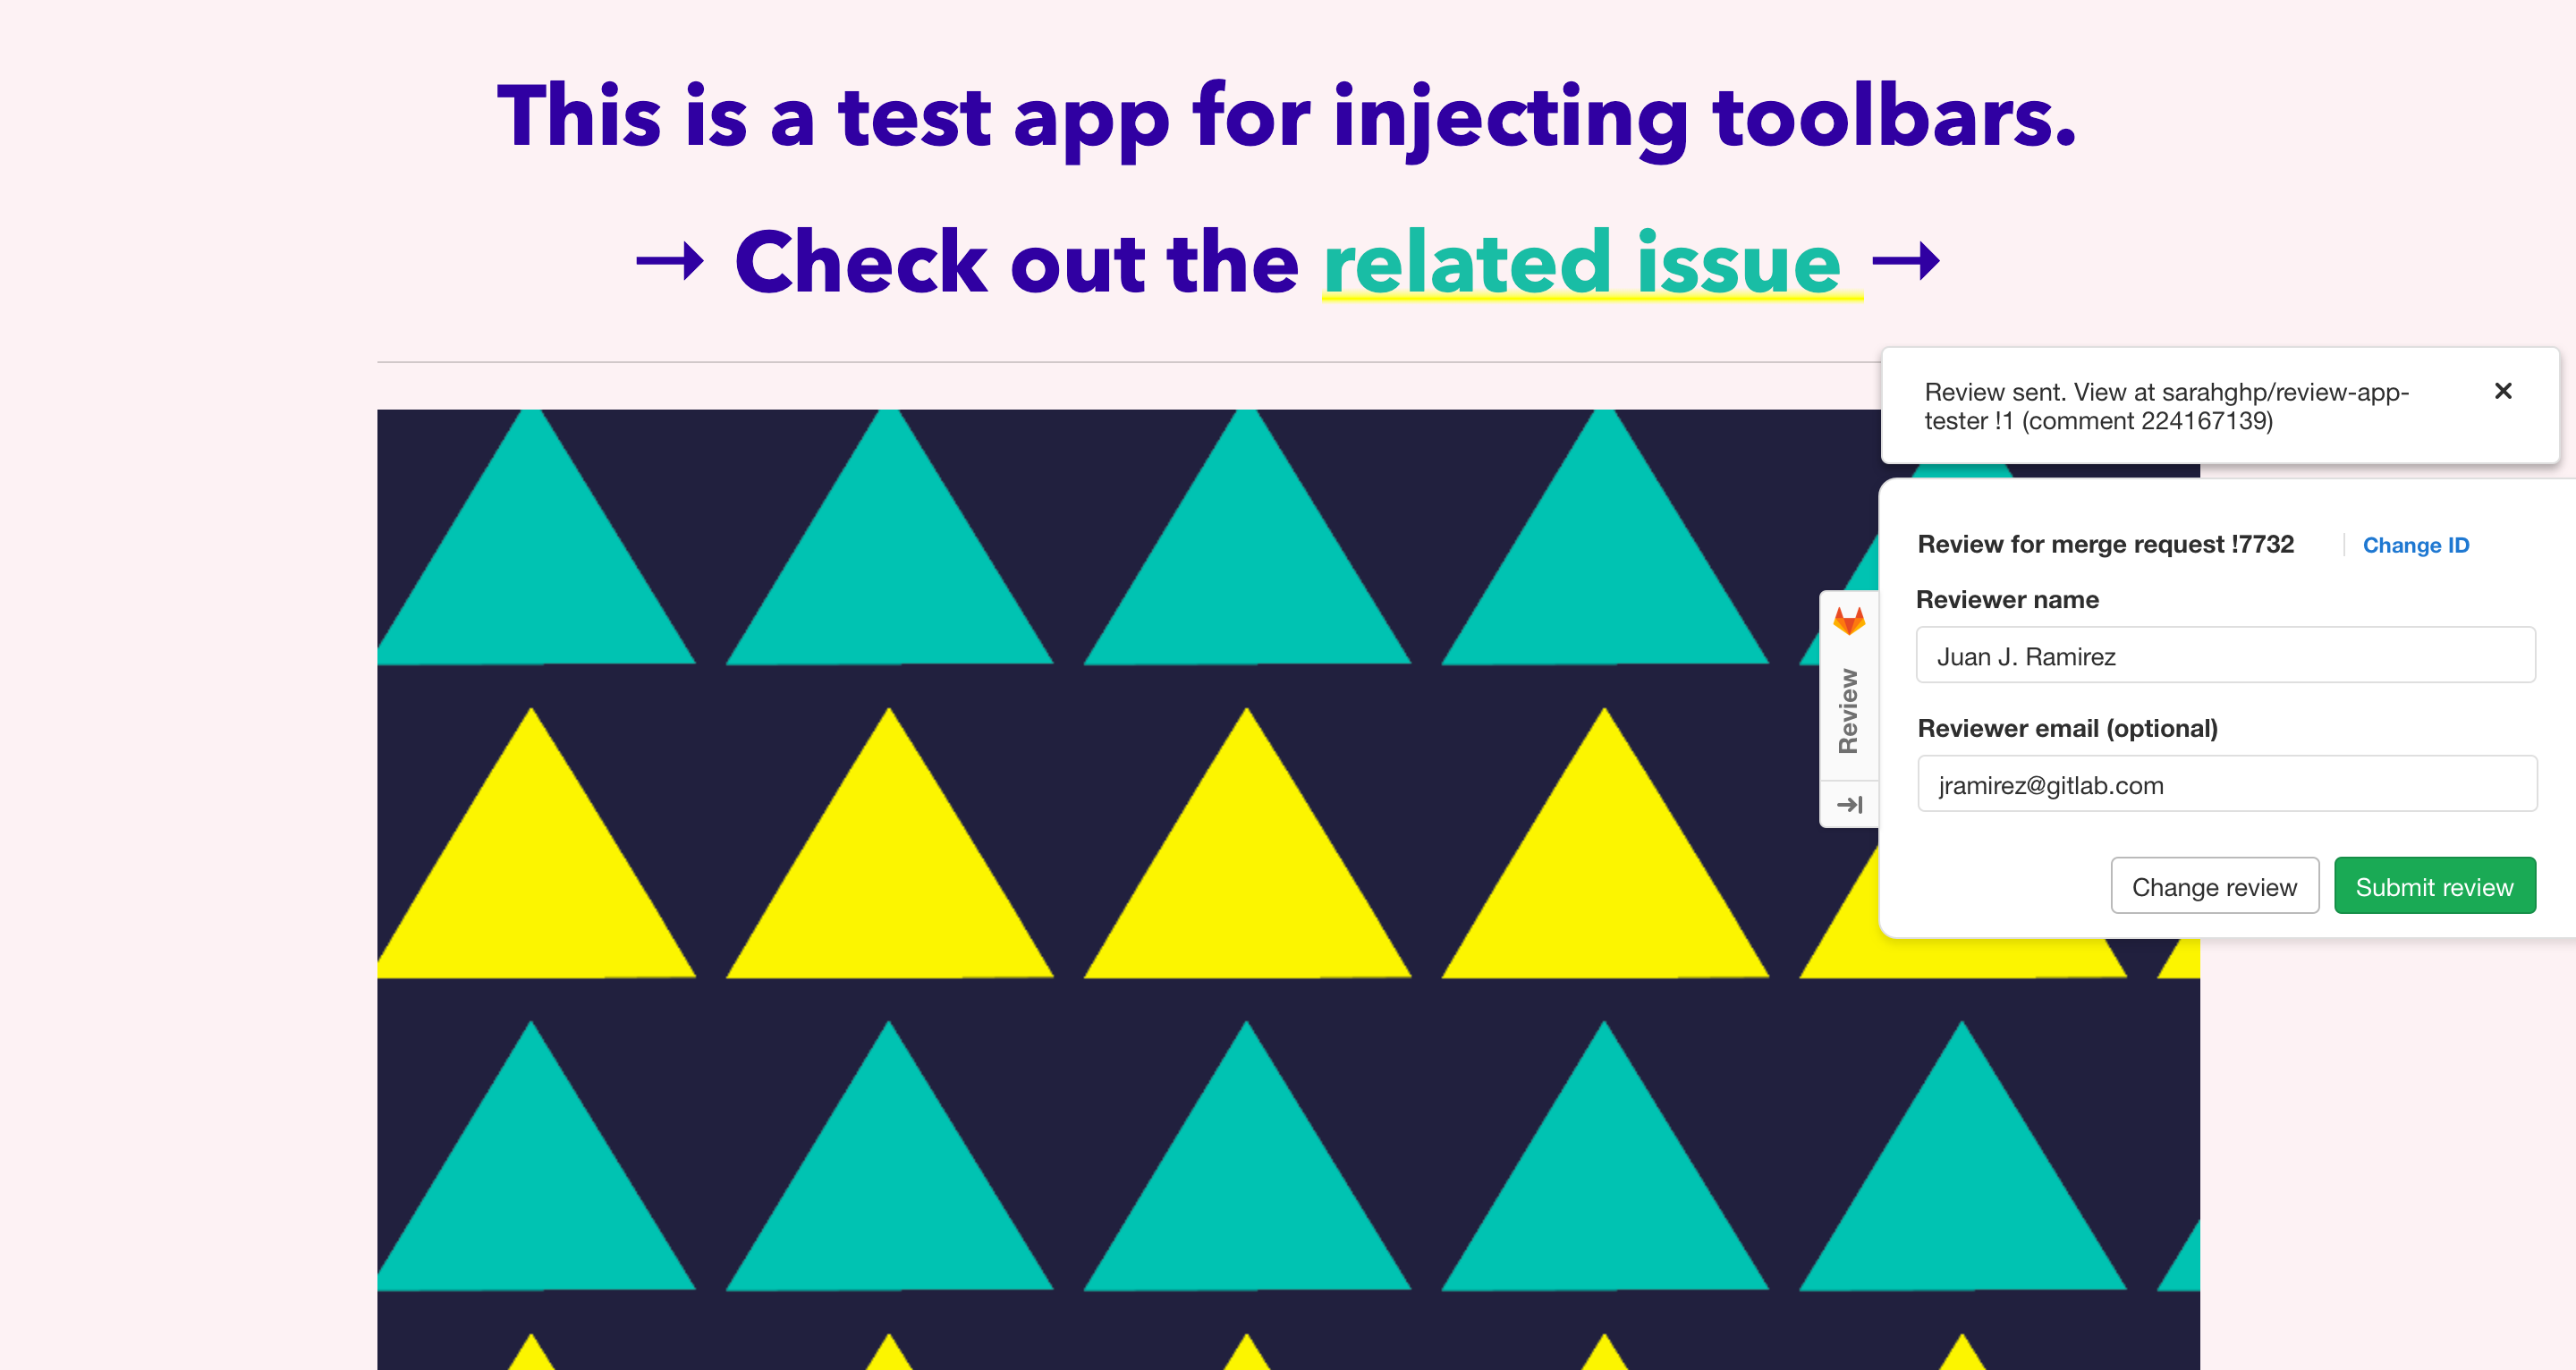 This is a test app for injecting toolbars.
→ Check out the related issue →
Review sent. View at sarahghp/review-app-
tester !1 (comment 224167139)
Review for merge request !7732
Change ID
Reviewer name
Juan J. Ramirez
Review
Reviewer email (optional)
jramirez@gitlab.com
Change review
Submit review